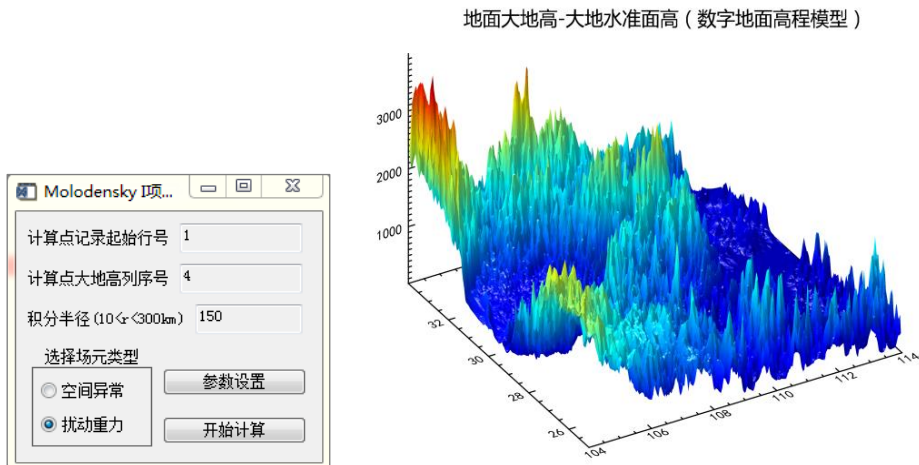 地面大地高-大地水准面高（数字地面高程模型）
3000
2000
1000
32
30
28
26
104
106
108
110
112
114
Molodensky I项...
计算点记录起始行号 1
计算点大地高列序号 4
积分半径(10<r<300km) 150
选择场元类型
空间异常
扰动重力
参数设置
开始计算